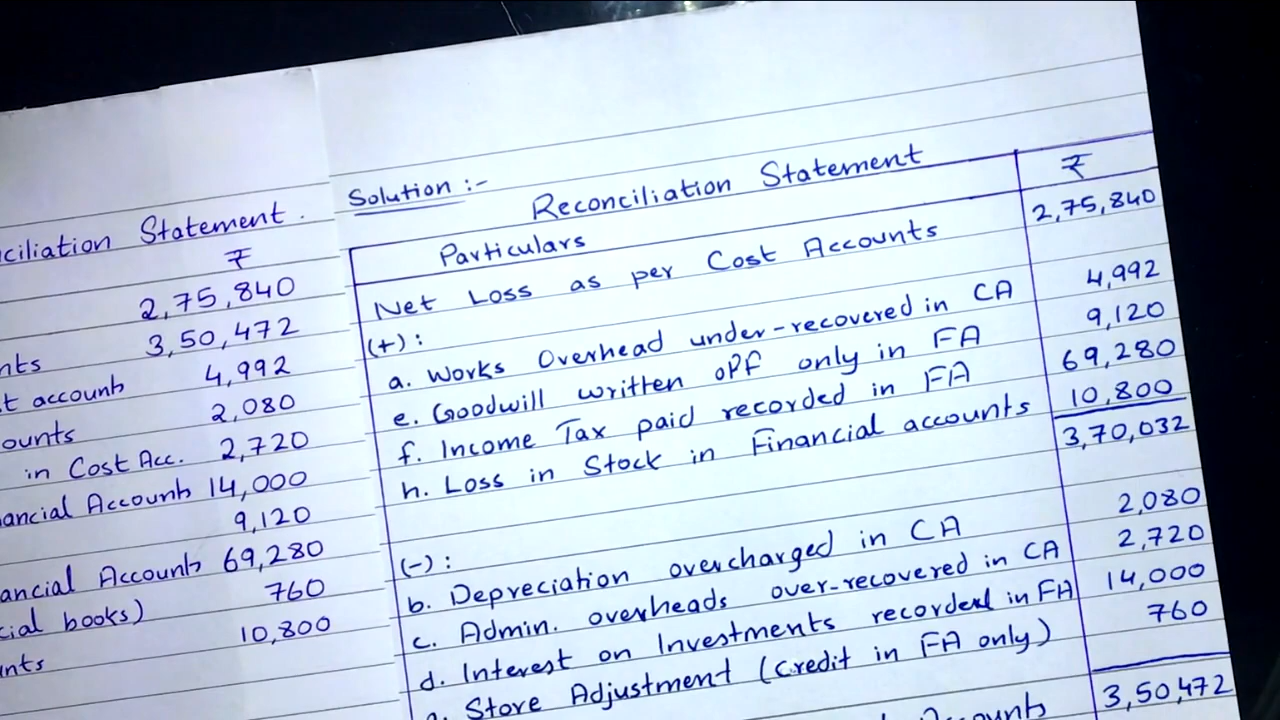 ciliation Statement.
₹
2,75,840
nts 3,50,472
t accounts 4,992
ounts 2,080
in Cost Acc. 2,720
ancial Accounts 14,000
9,120
ancial Accounts 69,280
cial books) 760
nts 10,800
Solution :-
Reconciliation Statement
Particulars ₹
Net Loss as per Cost Accounts 2,75,840
(+) :
a. Works Overhead under-recovered in CA 4,992
e. Goodwill written off only in FA 9,120
f. Income Tax paid recorded in FA 69,280
h. Loss in Stock in Financial accounts 10,800
3,70,032
(-) :
b. Depreciation overcharged in CA 2,080
c. Admin. overheads over-recovered in CA 2,720
d. Interest on Investments recorded in FA 14,000
Store Adjustment (credit in FA only) 760
3,50,472